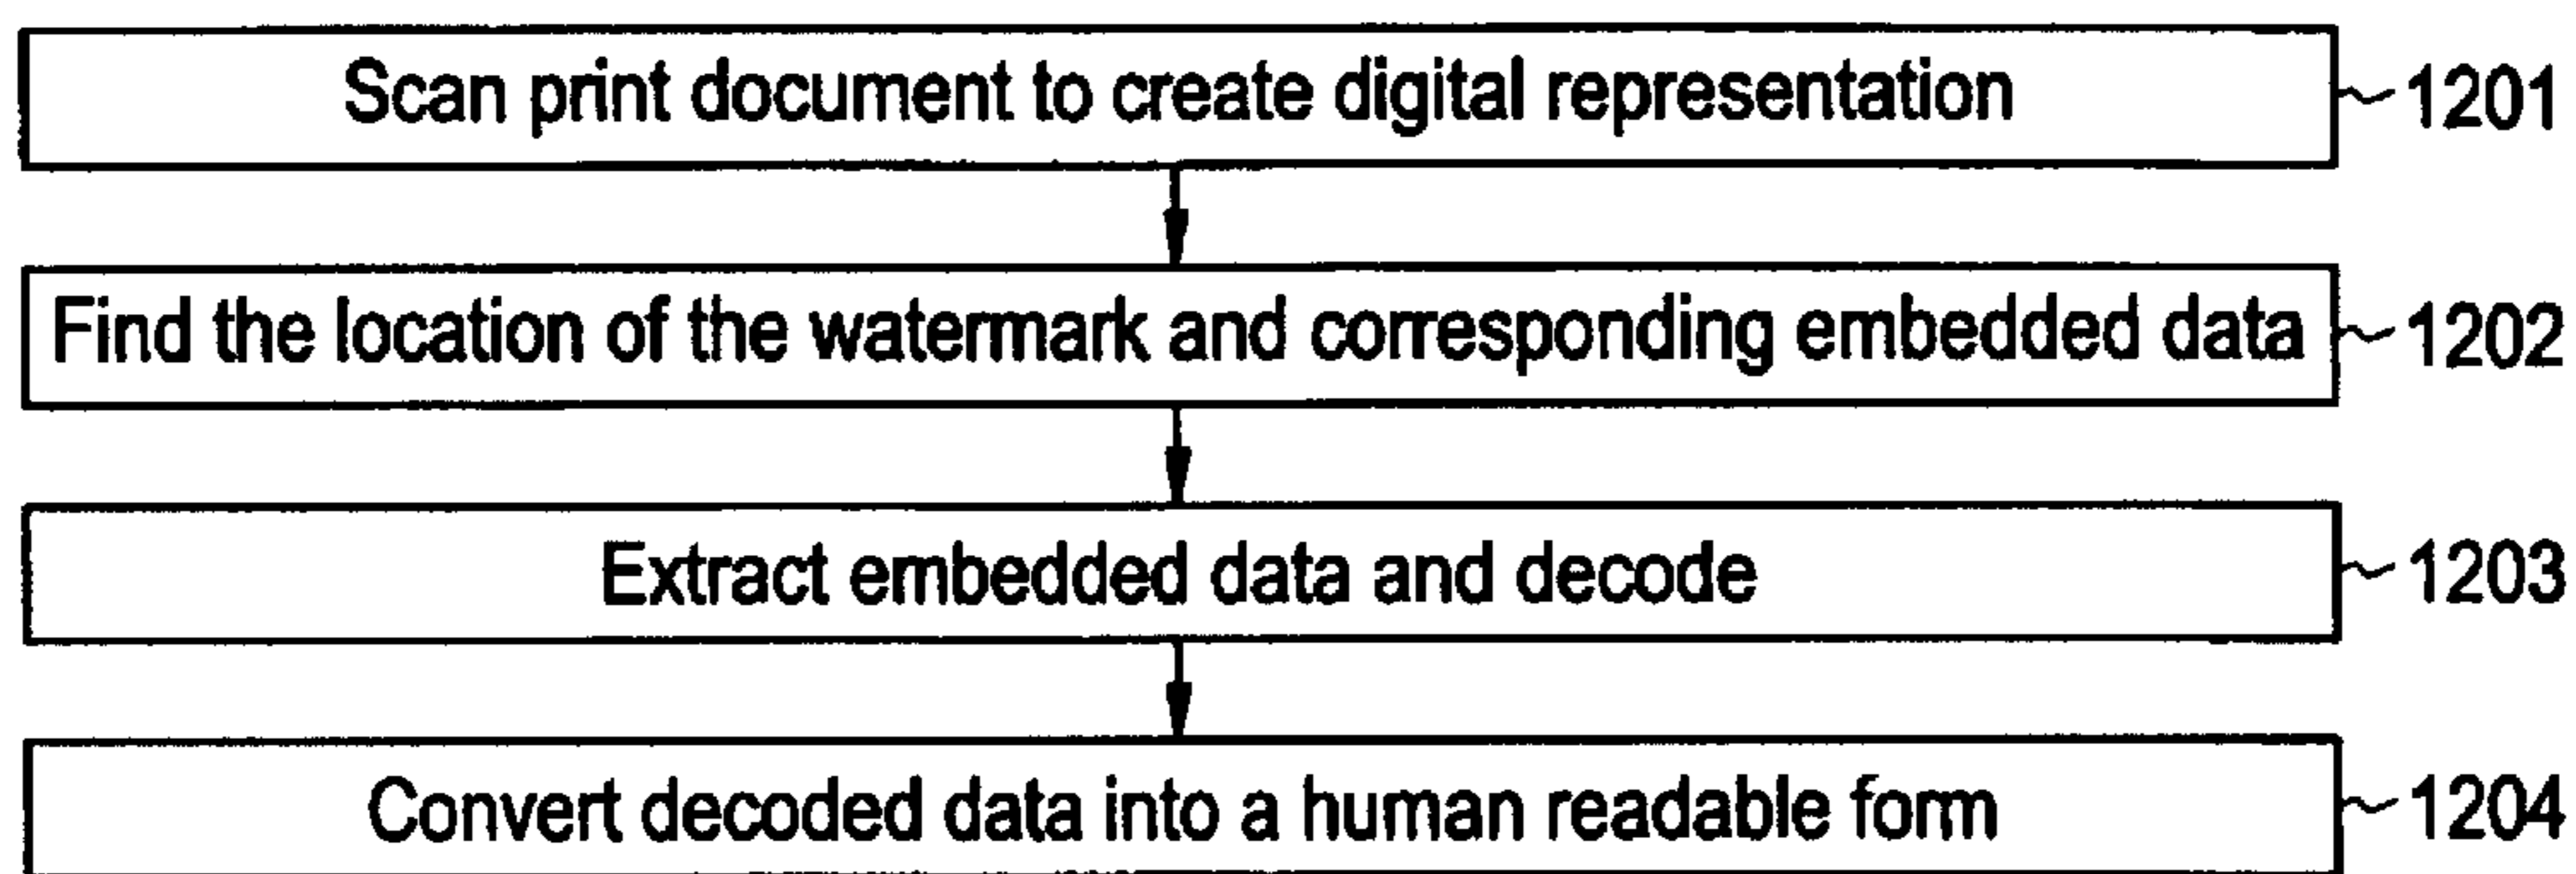 Scan print document to create digital representation 1201
Find the location of the watermark and corresponding embedded data 1202
Extract embedded data and decode 1203
Convert decoded data into a human readable form 1204